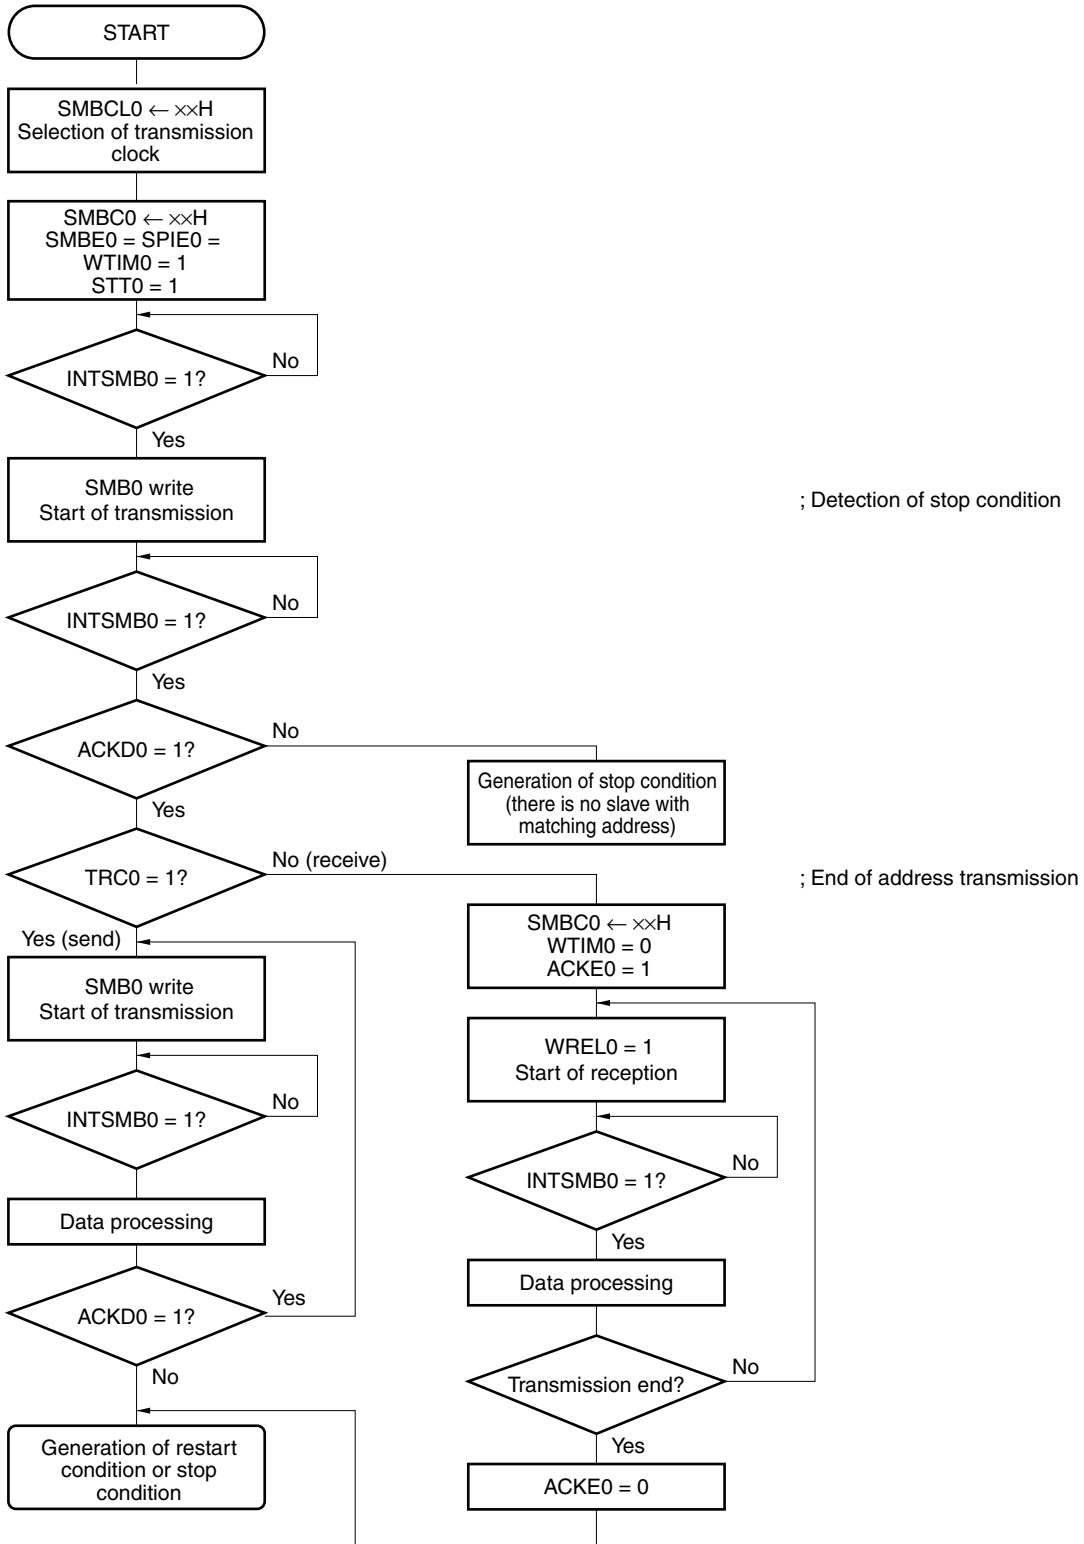 START
SMBCL0 ← ××H
Selection of transmission
clock
SMBC0 ← ××H
SMBE0 = SPIE0 =
WTIM0 = 1
STT0 = 1
INTSMB0 = 1?
No
Yes
SMB0 write
Start of transmission
; Detection of stop condition
INTSMB0 = 1?
No
Yes
ACKD0 = 1?
No
Generation of stop condition
(there is no slave with
matching address)
Yes
TRC0 = 1?
No (receive)
; End of address transmission
SMBC0 ← ××H
WTIM0 = 0
ACKE0 = 1
Yes (send)
SMB0 write
Start of transmission
WREL0 = 1
Start of reception
INTSMB0 = 1?
No
INTSMB0 = 1?
No
Yes
Data processing
Data processing
ACKD0 = 1?
Yes
No
Transmission end?
No
Yes
Generation of restart
condition or stop
condition
ACKE0 = 0